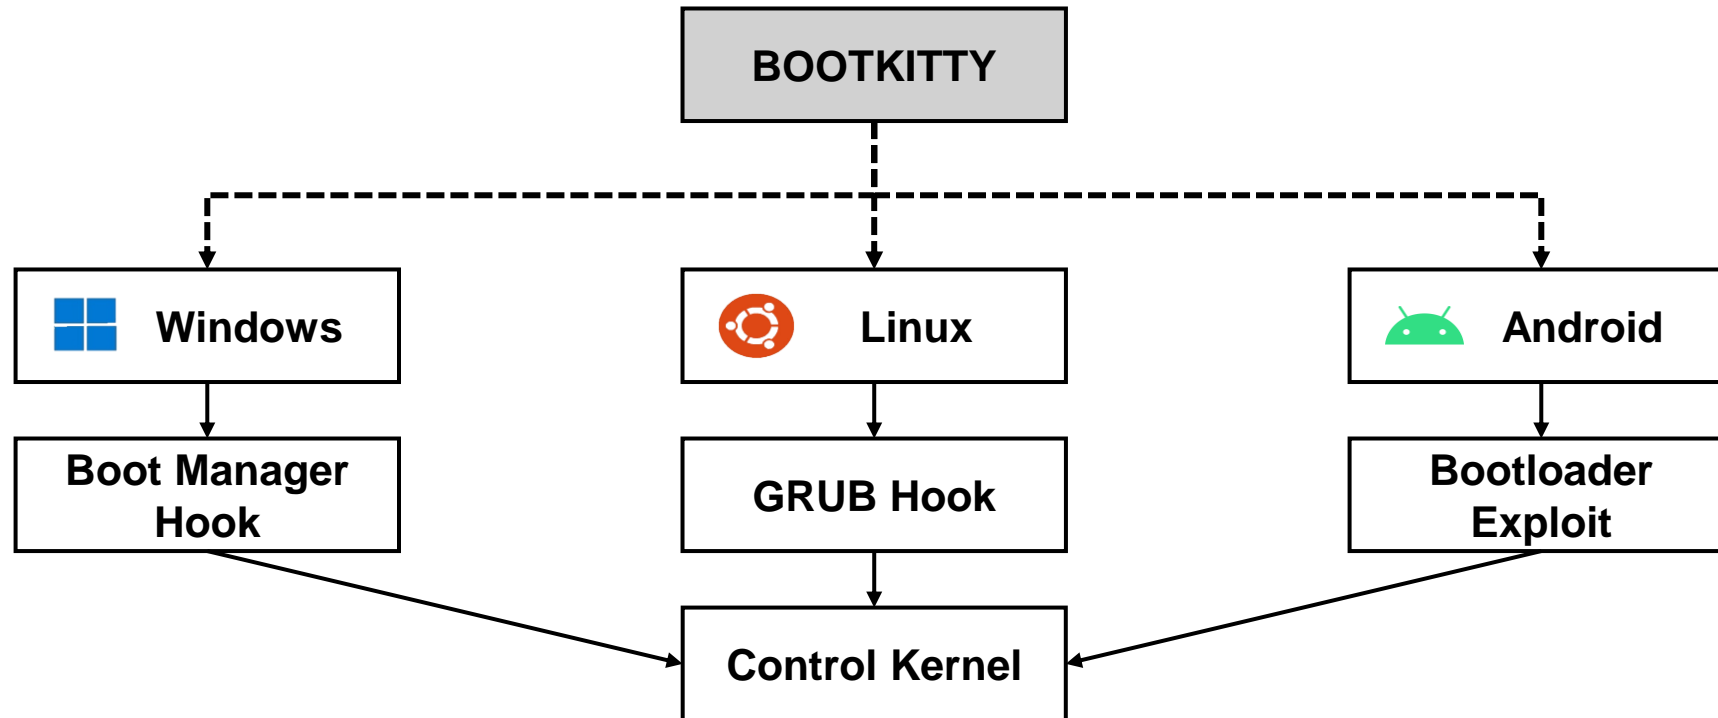 BOOTKITTY
Windows
Linux
Android
Boot Manager
Hook
GRUB Hook
Bootloader
Exploit
Control Kernel